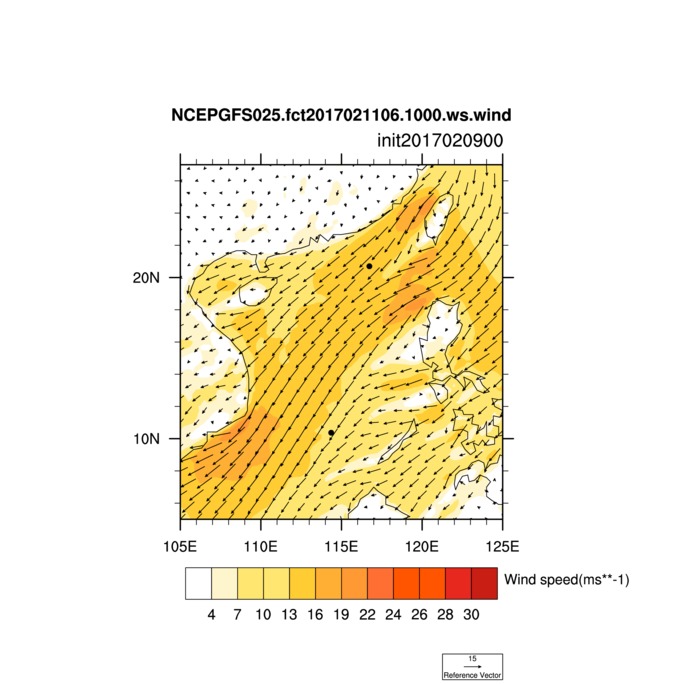 NCEPGFS025.fct2017021106.1000.ws.wind
init2017020900
20N
10N
105E 110E 115E 120E 125E
Wind speed(ms**-1)
4 7 10 13 16 19 22 24 26 28 30
15
Reference Vector